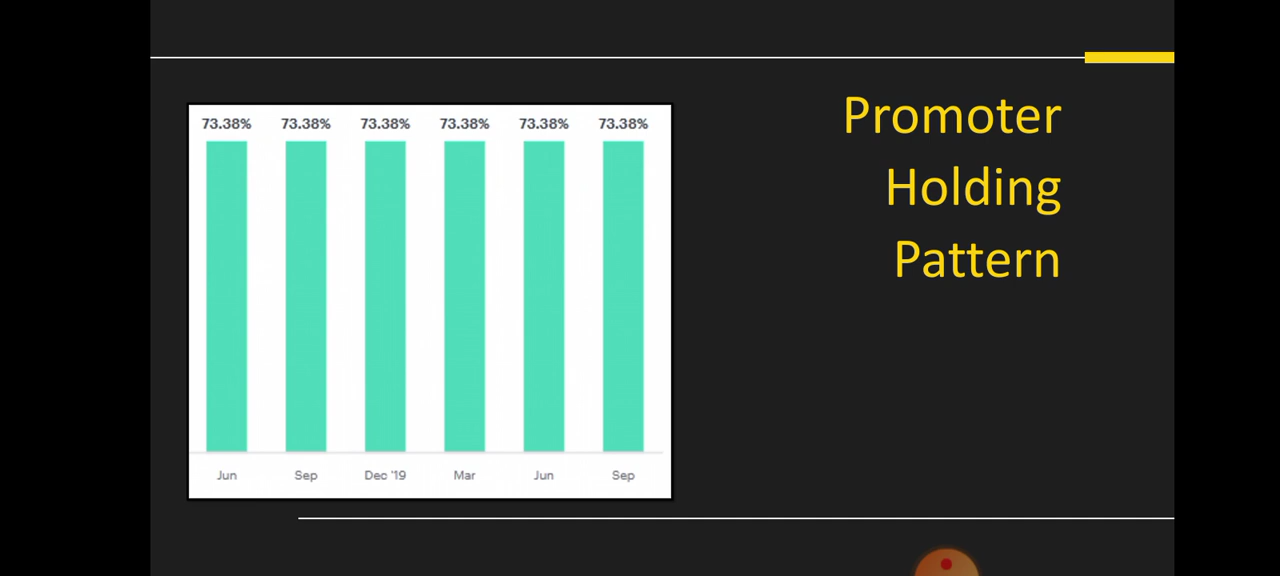 Promoter
Holding
Pattern
73.38% 73.38% 73.38% 73.38% 73.38% 73.38%
Jun Sep Dec '19 Mar Jun Sep